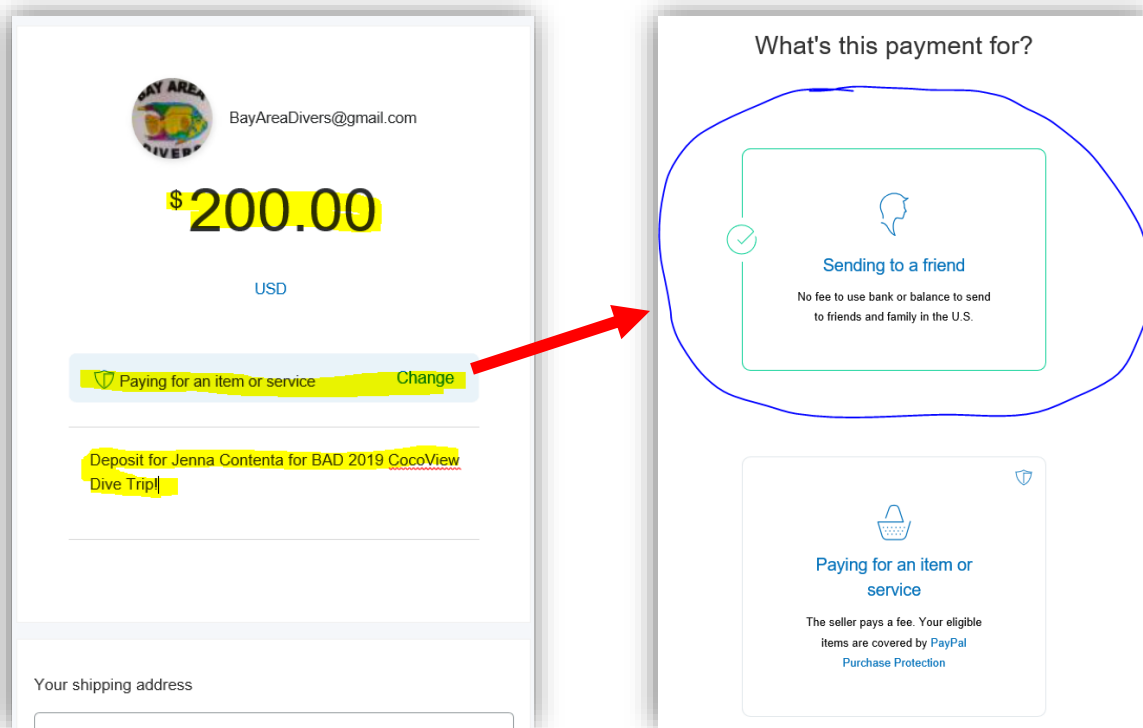 BAY AREA
DIVERS
BayAreaDivers@gmail.com
$200.00
USD
Paying for an item or service Change
Deposit for Jenna Contenta for BAD 2019 CocoView
Dive Trip!
Your shipping address
What's this payment for?
Sending to a friend
No fee to use bank or balance to send
to friends and family in the U.S.
Paying for an item or
service
The seller pays a fee. Your eligible
items are covered by PayPal
Purchase Protection